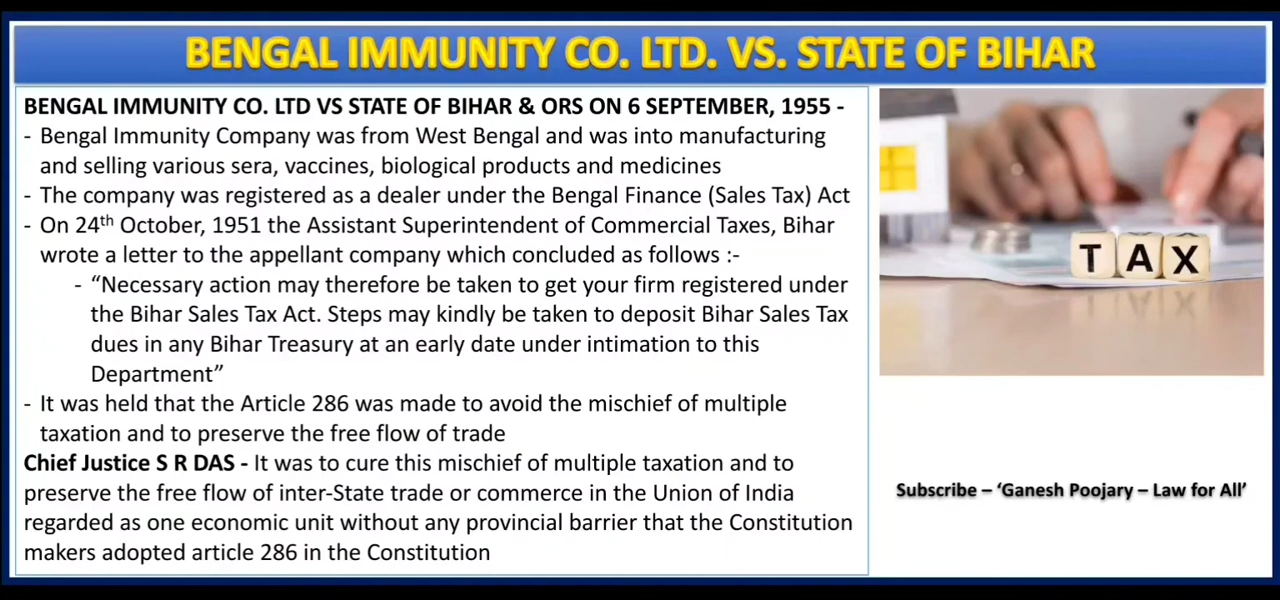 BENGAL IMMUNITY CO. LTD. VS. STATE OF BIHAR
BENGAL IMMUNITY CO. LTD VS STATE OF BIHAR & ORS ON 6 SEPTEMBER, 1955 -
- Bengal Immunity Company was from West Bengal and was into manufacturing
and selling various sera, vaccines, biological products and medicines
- The company was registered as a dealer under the Bengal Finance (Sales Tax) Act
- On 24th October, 1951 the Assistant Superintendent of Commercial Taxes, Bihar
wrote a letter to the appellant company which concluded as follows :-
- “Necessary action may therefore be taken to get your firm registered under
the Bihar Sales Tax Act. Steps may kindly be taken to deposit Bihar Sales Tax
dues in any Bihar Treasury at an early date under intimation to this
Department”
- It was held that the Article 286 was made to avoid the mischief of multiple
taxation and to preserve the free flow of trade
Chief Justice S R DAS - It was to cure this mischief of multiple taxation and to
preserve the free flow of inter-State trade or commerce in the Union of India
regarded as one economic unit without any provincial barrier that the Constitution
makers adopted article 286 in the Constitution
TAX
Subscribe – ‘Ganesh Poojary – Law for All’